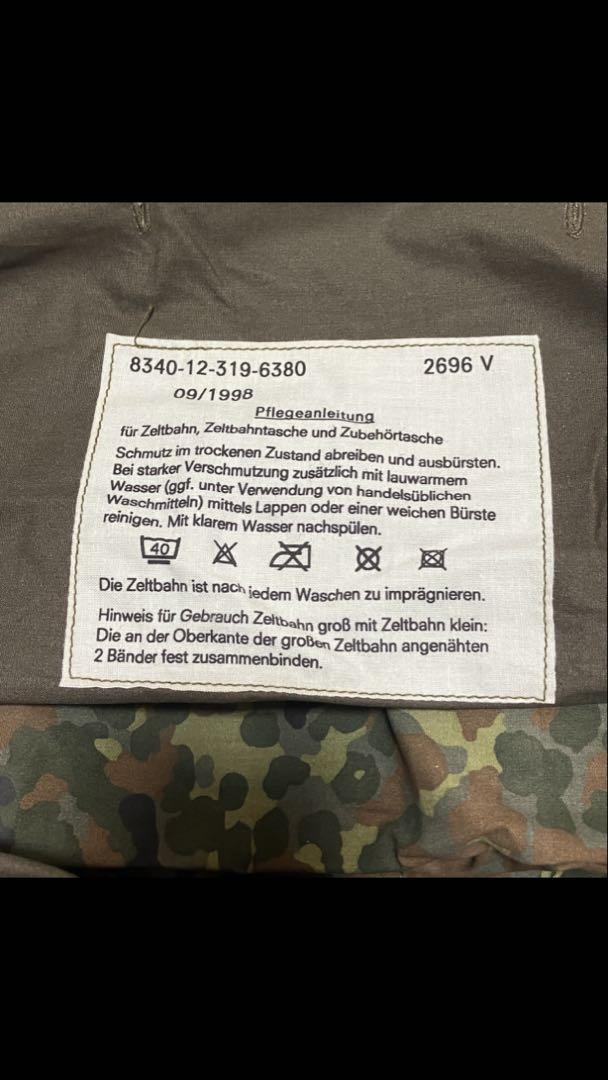 8340-12-319-6380 2696 V
09/1998
Pflegeanleitung
für Zeltbahn, Zeltbahntasche und Zubehörtasche
Schmutz im trockenen Zustand abreiben und ausbürsten.
Bei starker Verschmutzung zusätzlich mit lauwarmem
Wasser (ggf. unter Verwendung von handelsüblichen
Waschmitteln) mittels Lappen oder einer weichen Bürste
reinigen. Mit klarem Wasser nachspülen.
40
Die Zeltbahn ist nach jedem Waschen zu imprägnieren.
Hinweis für Gebrauch Zeltbahn groß mit Zeltbahn klein:
Die an der Oberkante der großen Zeltbahn angenähten
2 Bänder fest zusammenbinden.